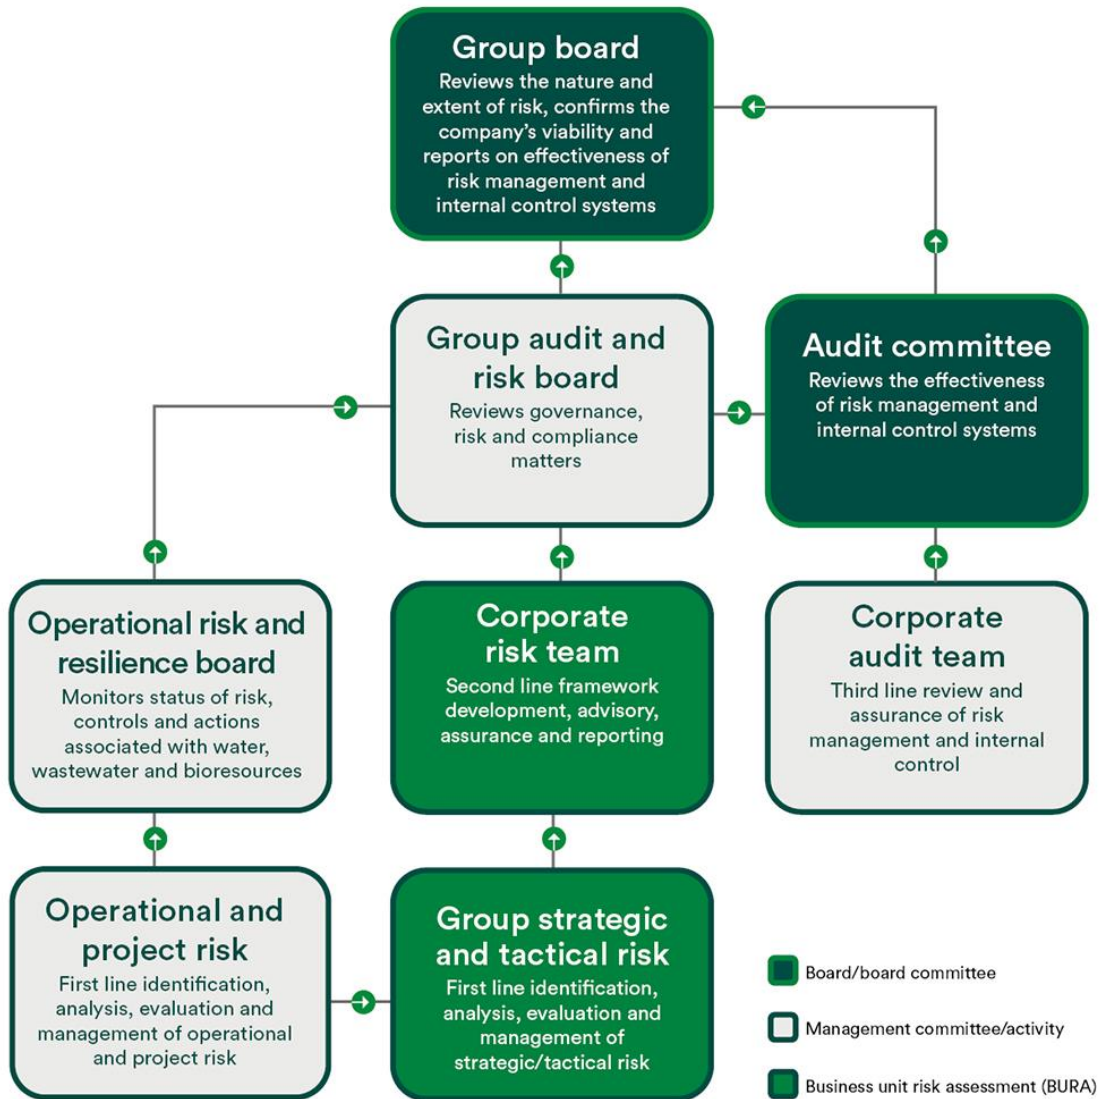 Group board
Reviews the nature and
extent of risk, confirms the
company's viability and
reports on effectiveness of
risk management and
internal control systems
Group audit and
risk board
Reviews governance,
risk and compliance
matters
Audit committee
Reviews the effectiveness
of risk management and
internal control systems
Operational risk and
resilience board
Monitors status of risk,
controls and actions
associated with water,
wastewater and bioresources
Corporate
risk team
Second line framework
development, advisory,
assurance and reporting
Corporate
audit team
Third line review and
assurance of risk
management and internal
control
Operational and
project risk
First line identification,
analysis, evaluation and
management of operational
and project risk
Group strategic
and tactical risk
First line identification,
analysis, evaluation and
management of
strategic/tactical risk
Board/board committee
Management committee/activity
Business unit risk assessment (BURA)